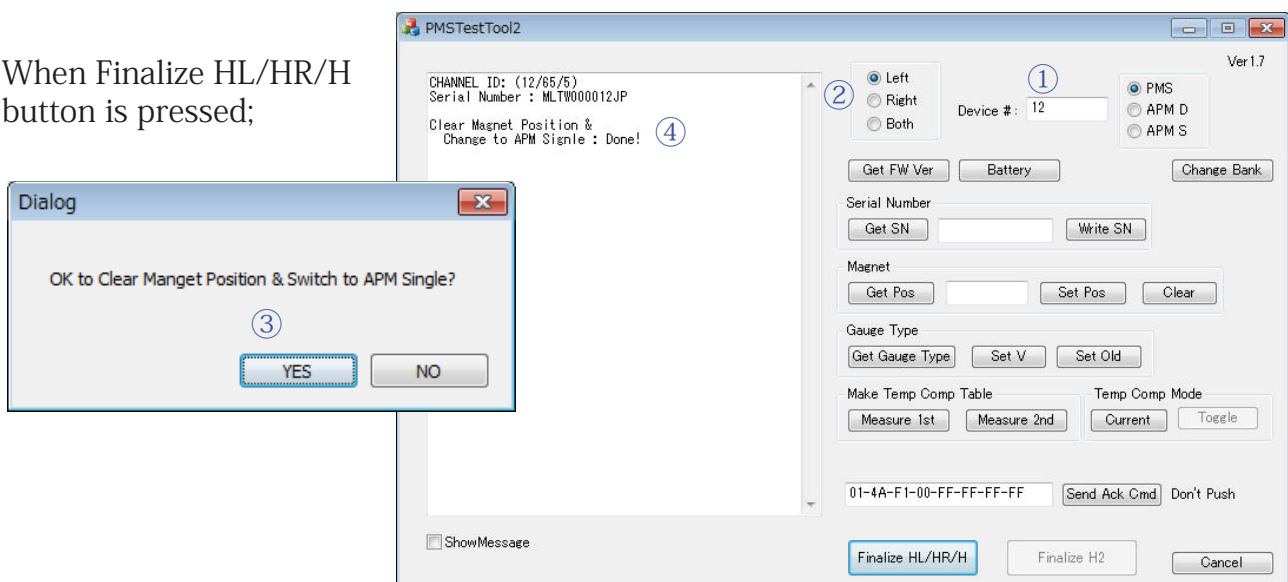 PMSTestTool2
When Finalize HL/HR/H
button is pressed;
Ver1.7
CHANNEL ID: (12/65/5)
Serial Number : MLTW000012JP
Clear Magnet Position &
Change to APM Signle : Done!
④
②
Left
Right
Both
①
Device # :
12
PMS
APM D
APM S
Get FW Ver
Battery
Change Bank
Serial Number
Get SN
Write SN
Magnet
Get Pos
Set Pos
Clear
Gauge Type
Get Gauge Type
Set V
Set Old
Make Temp Comp Table
Measure 1st
Measure 2nd
Temp Comp Mode
Current
Toggle
01-4A-F1-00-FF-FF-FF-FF
Send Ack Cmd
Don't Push
ShowMessage
Finalize HL/HR/H
Finalize H2
Cancel
Dialog
OK to Clear Manget Position & Switch to APM Single?
③
YES
NO